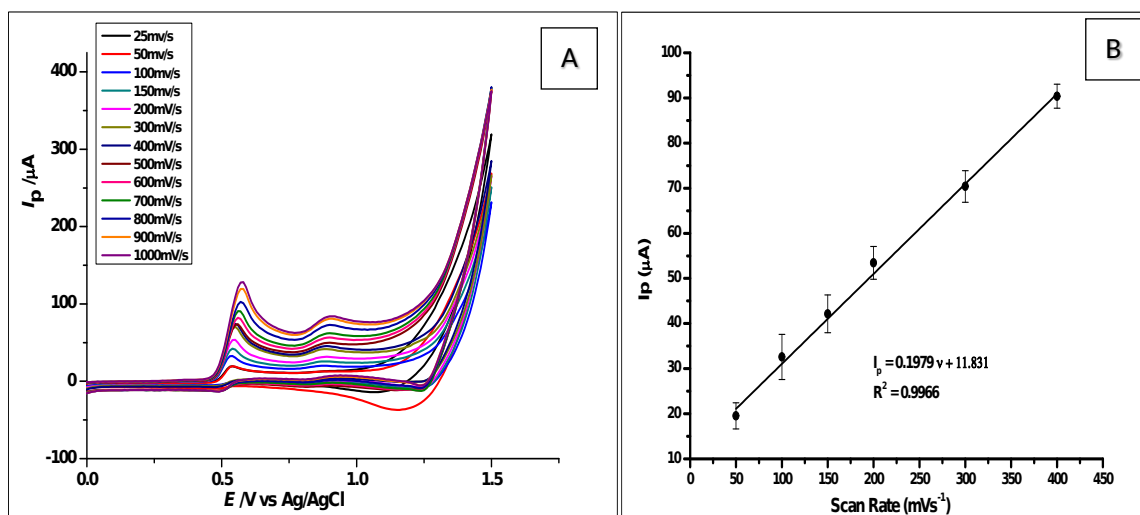 A
25mv/s
50mv/s
100mv/s
150mv/s
200mv/s
300mv/s
400mv/s
500mv/s
600mv/s
700mv/s
800mV/s
900mV/s
1000mV/s
400
300
200
100
0
-100
Ip /µA
0.0
0.5
1.0
1.5
E /V vs Ag/AgCl
B
100
90
80
70
60
50
40
30
20
10
Ip (µA)
Ip = 0.1979 v + 11.831
R² = 0.9966
0 50 100 150 200 250 300 350 400 450
Scan Rate (mVs⁻¹)